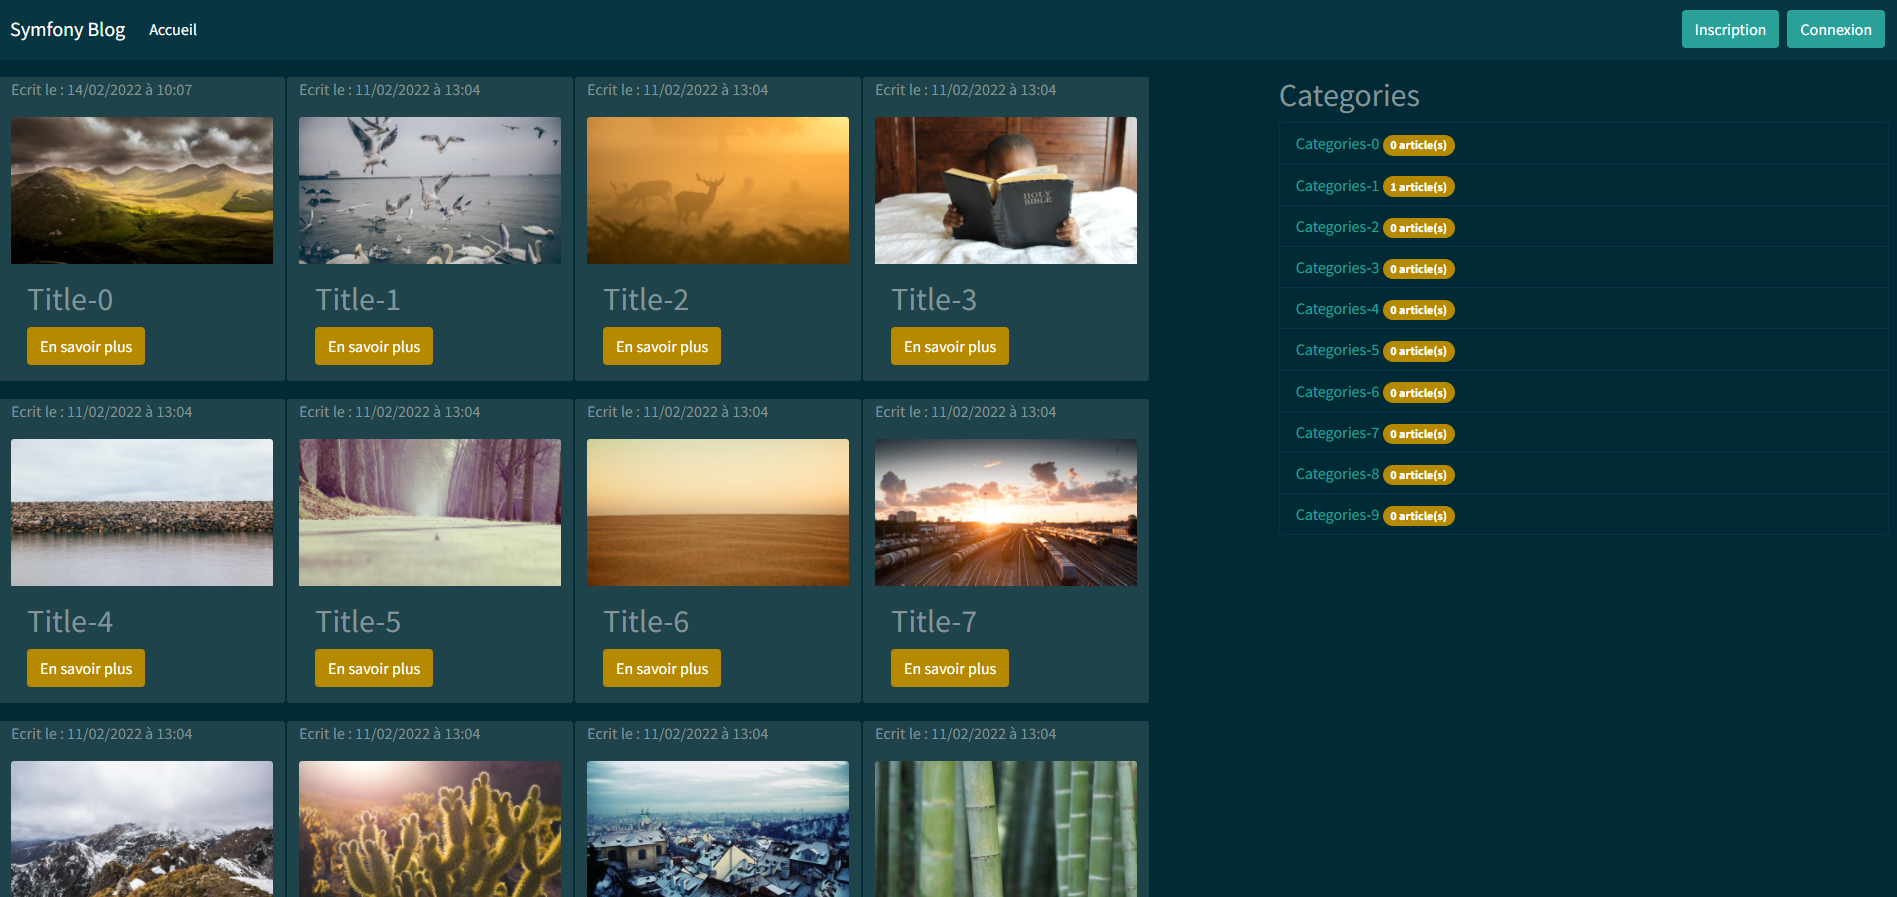 Symfony Blog Accueil Inscription Connexion
Ecrit le : 14/02/2022 à 10:07
Title-0
En savoir plus
Ecrit le : 11/02/2022 à 13:04
Title-1
En savoir plus
Ecrit le : 11/02/2022 à 13:04
Title-2
En savoir plus
Ecrit le : 11/02/2022 à 13:04
HOLY
BIBLE
Title-3
En savoir plus
Ecrit le : 11/02/2022 à 13:04
Title-4
En savoir plus
Ecrit le : 11/02/2022 à 13:04
Title-5
En savoir plus
Ecrit le : 11/02/2022 à 13:04
Title-6
En savoir plus
Ecrit le : 11/02/2022 à 13:04
Title-7
En savoir plus
Ecrit le : 11/02/2022 à 13:04
Ecrit le : 11/02/2022 à 13:04
Ecrit le : 11/02/2022 à 13:04
Ecrit le : 11/02/2022 à 13:04
Categories
Categories-0 0 article(s)
Categories-1 1 article(s)
Categories-2 0 article(s)
Categories-3 0 article(s)
Categories-4 0 article(s)
Categories-5 0 article(s)
Categories-6 0 article(s)
Categories-7 0 article(s)
Categories-8 0 article(s)
Categories-9 0 article(s)